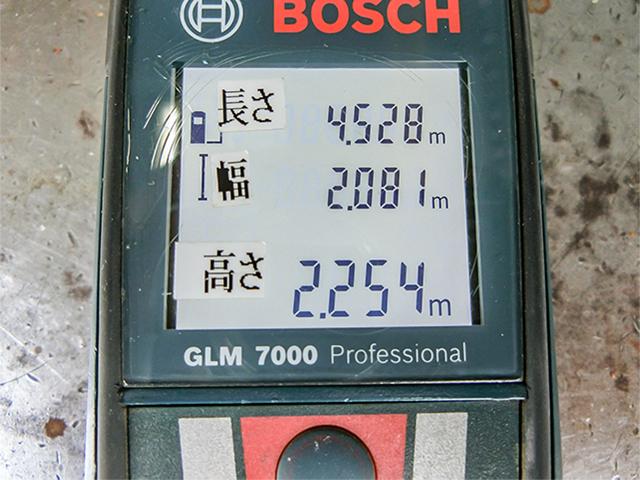 BOSCH
長さ 4.528 m
幅 2.081 m
高さ 2.254 m
GLM 7000 Professional